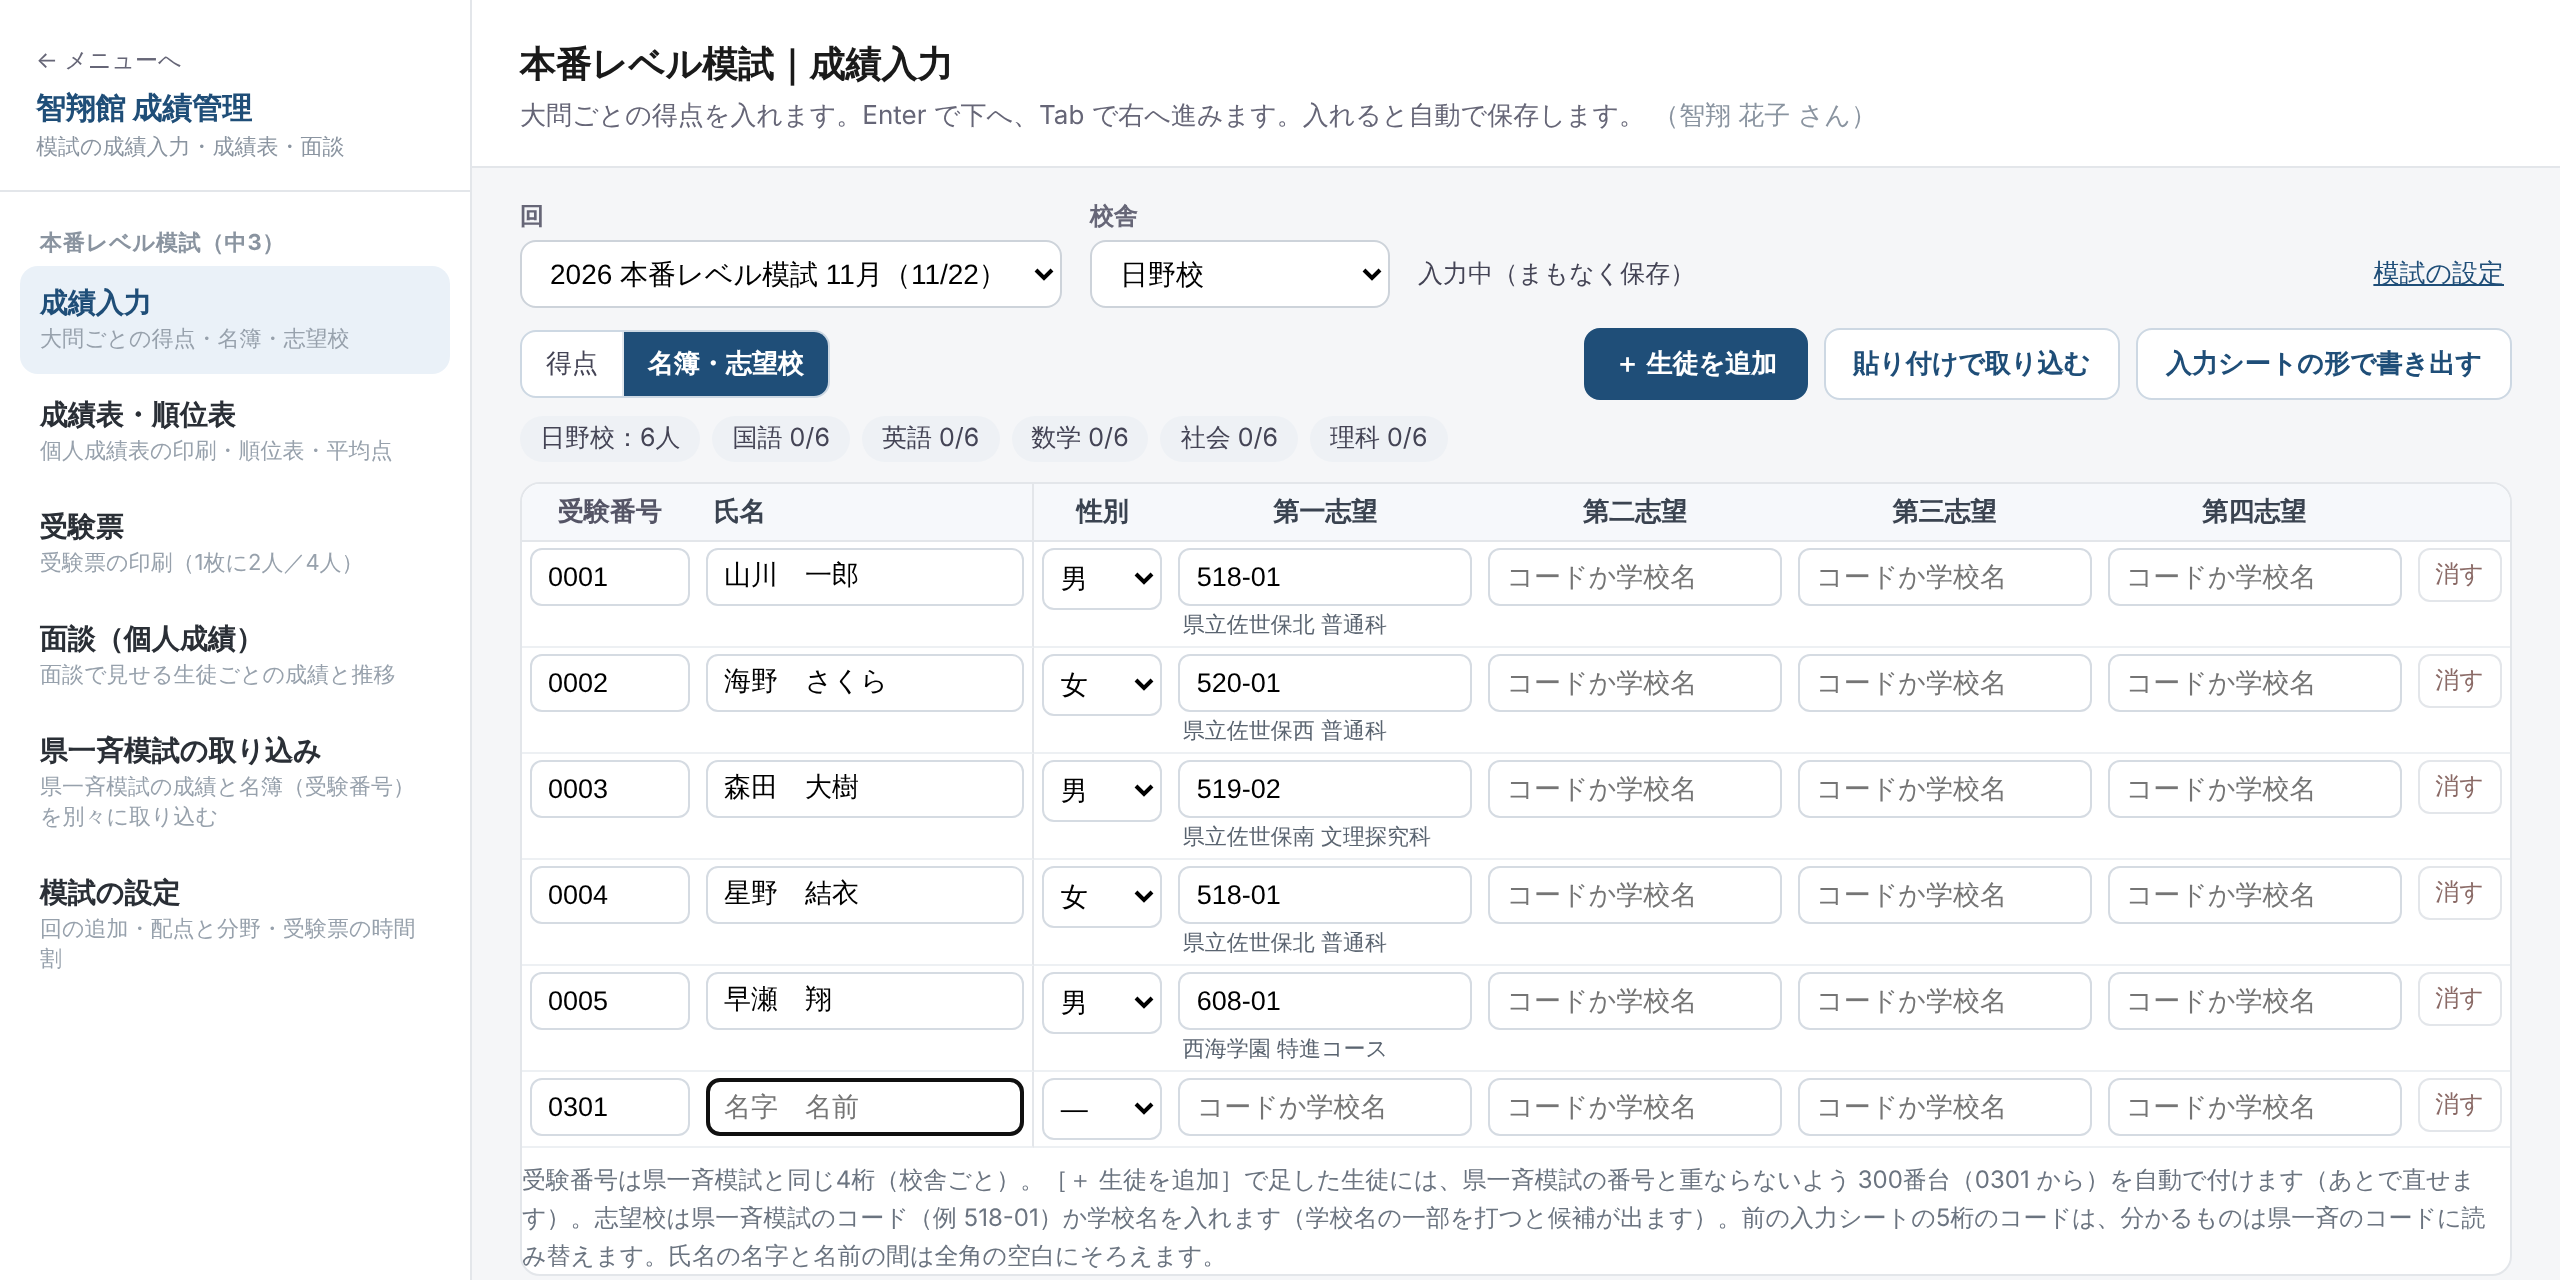 ← メニューへ
智翔館 成績管理
模試の成績入力・成績表・面談
本番レベル模試（中3）
成績入力
大問ごとの得点・名簿・志望校
成績表・順位表
個人成績表の印刷・順位表・平均点
受験票
受験票の印刷（1枚に2人／4人）
面談（個人成績）
面談で見せる生徒ごとの成績と推移
県一斉模試の取り込み
県一斉模試の成績と名簿（受験番号）
を別々に取り込む
模試の設定
回の追加・配点と分野・受験票の時間
割
本番レベル模試｜成績入力
大問ごとの得点を入れます。Enter で下へ、Tab で右へ進みます。入れると自動で保存します。 （智翔 花子 さん）
回 校舎
2026 本番レベル模試 11月（11/22） 日野校 入力中（まもなく保存） 模試の設定
得点 名簿・志望校 ＋ 生徒を追加 貼り付けで取り込む 入力シートの形で書き出す
日野校：6人 国語 0/6 英語 0/6 数学 0/6 社会 0/6 理科 0/6
受験番号 氏名 性別 第一志望 第二志望 第三志望 第四志望
0001 山川　一郎 男 518-01 コードか学校名 コードか学校名 コードか学校名 消す
県立佐世保北 普通科
0002 海野　さくら 女 520-01 コードか学校名 コードか学校名 コードか学校名 消す
県立佐世保西 普通科
0003 森田　大樹 男 519-02 コードか学校名 コードか学校名 コードか学校名 消す
県立佐世保南 文理探究科
0004 星野　結衣 女 518-01 コードか学校名 コードか学校名 コードか学校名 消す
県立佐世保北 普通科
0005 早瀬　翔 男 608-01 コードか学校名 コードか学校名 コードか学校名 消す
西海学園 特進コース
0301 名字　名前 — コードか学校名 コードか学校名 コードか学校名 コードか学校名 消す
受験番号は県一斉模試と同じ4桁（校舎ごと）。［＋ 生徒を追加］で足した生徒には、県一斉模試の番号と重ならないよう 300番台（0301 から）を自動で付けます（あとで直せま
す）。志望校は県一斉模試のコード（例 518-01）か学校名を入れます（学校名の一部を打つと候補が出ます）。前の入力シートの5桁のコードは、分かるものは県一斉のコードに読
み替えます。氏名の名字と名前の間は全角の空白にそろえます。